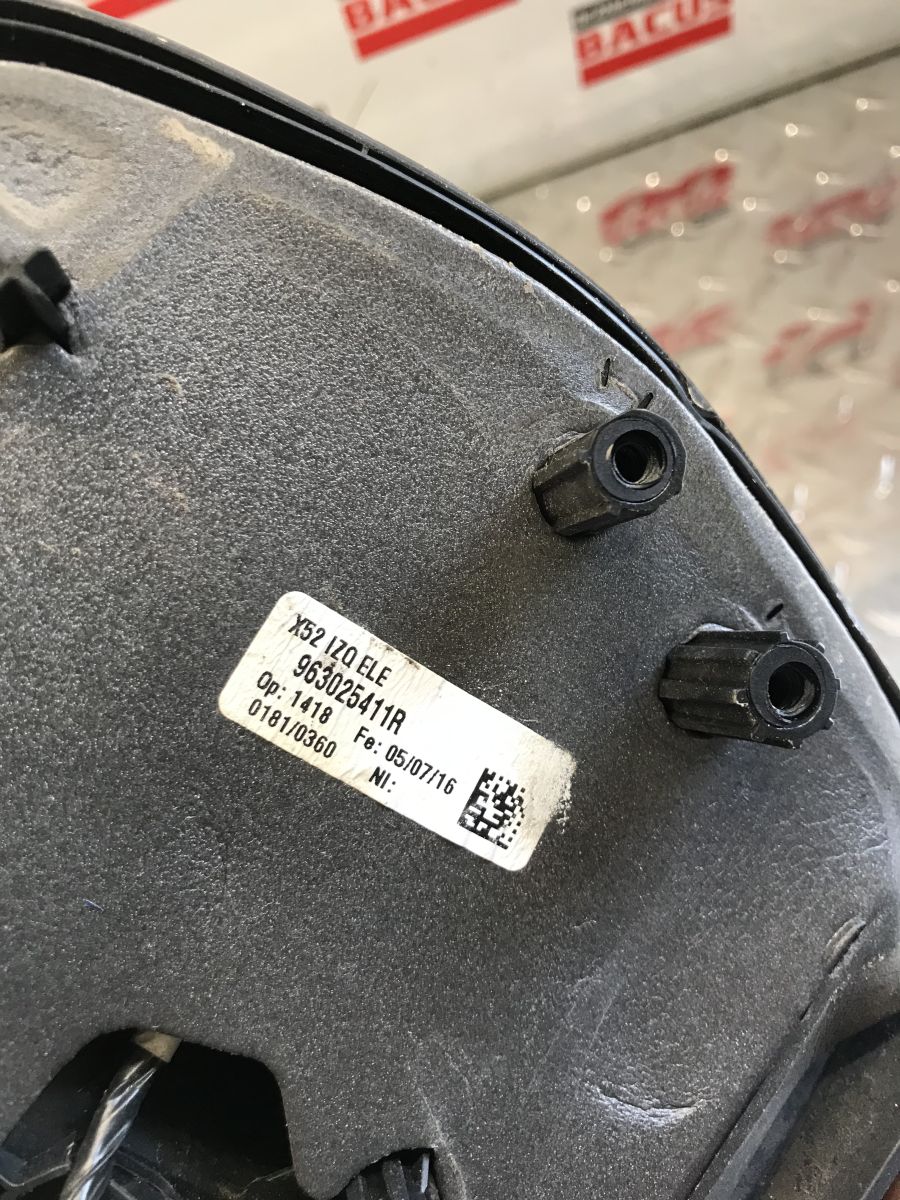 BACUS
BACUS
X52 IZQ ELE
963025411R
Op: 1418 Fe: 05/07/16
0181/0360 NI: